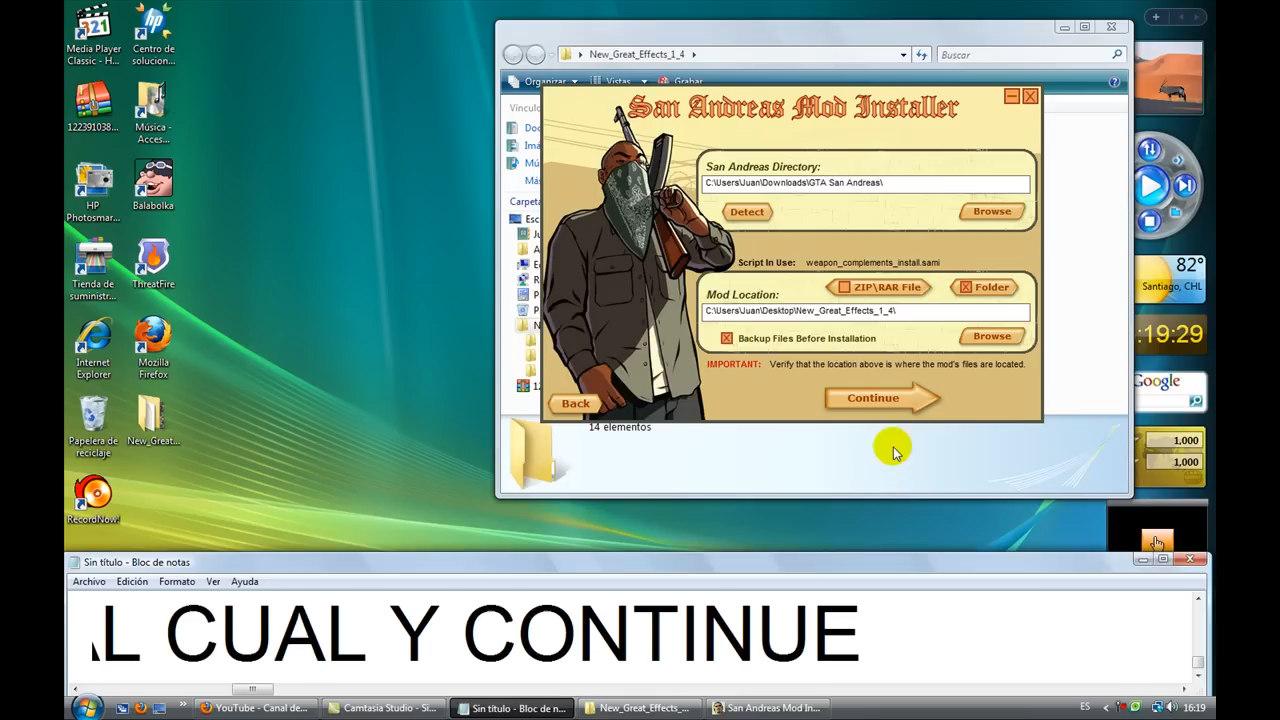 Media Player
Classic - H...
Centro de
solucion...
122391038...
Música -
Acces...
HP
Photosmar...
Balabolka
Tienda de
suministr...
ThreatFire
Internet
Explorer
Mozilla
Firefox
Papelera de
reciclaje
New_Great...
RecordNow!
New_Great_Effects_1_4
Buscar
Organizar
Vistas
Grabar
San Andreas Mod Installer
San Andreas Directory:
C:\Users\Juan\Downloads\GTA San Andreas\
Detect
Browse
Script In Use: weapon_complements_install.sami
ZIP\RAR File
Folder
Mod Location:
C:\Users\Juan\Desktop\New_Great_Effects_1_4\
Backup Files Before Installation
Browse
IMPORTANT: Verify that the location above is where the mod's files are located.
Back
Continue
14 elementos
82°
Santiago, CHL
:19:29
Google
1,000
1,000
Sin título - Bloc de notas
Archivo Edición Formato Ver Ayuda
AL CUAL Y CONTINUE
YouTube - Canal de...
Camtasia Studio - Si...
Sin título - Bloc de n...
New_Great_Effects_...
San Andreas Mod In...
ES
16:19